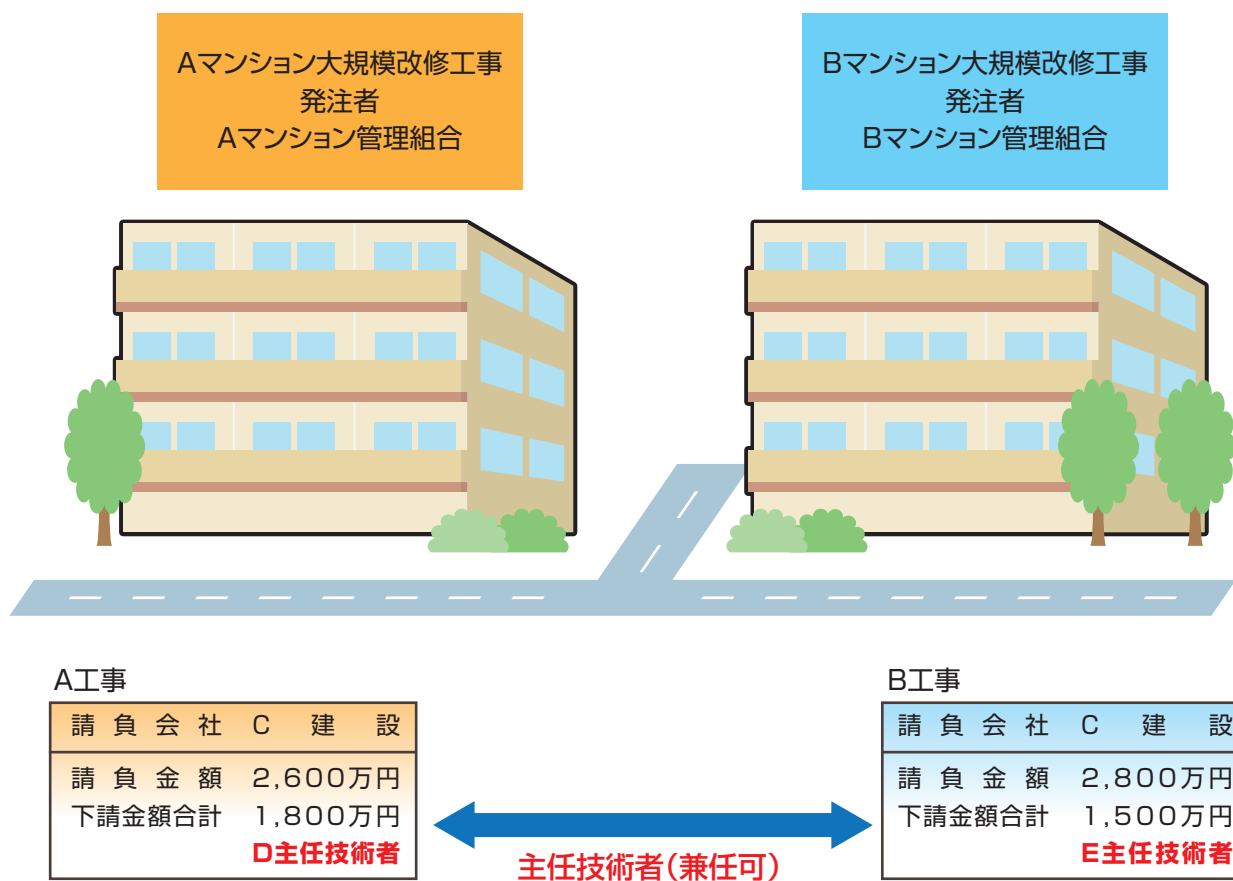 Aマンション大規模改修工事
発注者
Aマンション管理組合
Bマンション大規模改修工事
発注者
Bマンション管理組合
A工事
請負会社 C建設
請負金額 2,600万円
下請金額合計 1,800万円
D主任技術者
主任技術者(兼任可)
B工事
請負会社 C建設
請負金額 2,800万円
下請金額合計 1,500万円
E主任技術者